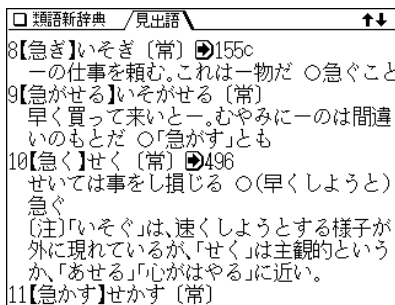 類語新辞典 見出語 ↑↓
8【急ぎ】いそぎ〔常〕➡155c
ーの仕事を頼む。これは一物だ ○急ぐこと
9【急がせる】いそがせる〔常〕
早く買って来いとー。むやみにーのは間違
いのもとだ ○「急がす」とも
10【急く】せく〔常〕➡496
せいては事をし損じる ○(早くしようと)
急ぐ
〔注〕「いそぐ」は、速くしようとする様子が
外に現れているが、「せく」は主観的という
か、「あせる」「心がはやる」に近い。
11【急かす】せかす〔常〕